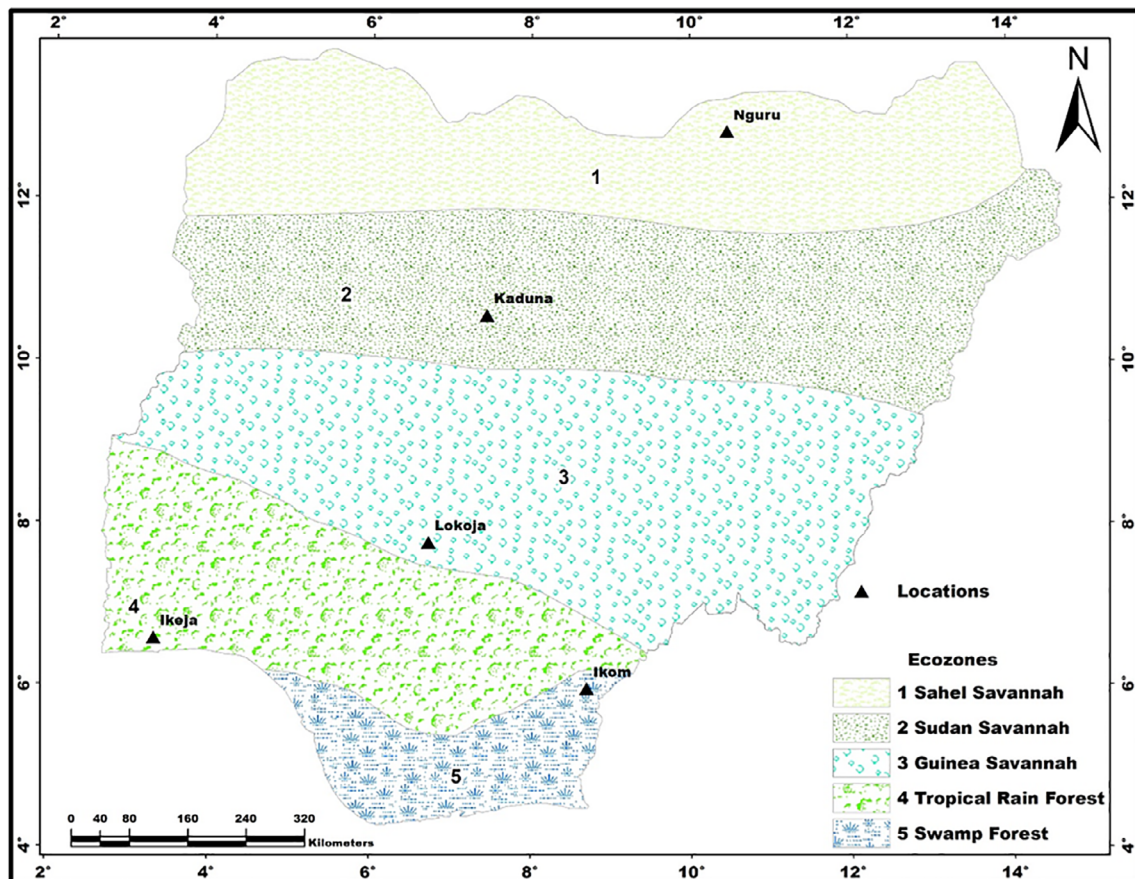 2° 4° 6° 8° 10° 12° 14°
N
Nguru
1
12° 12°
2
Kaduna
10° 10°
3
8° 8°
Lokoja
Locations
4
Ikeja
Ecozones
Ikom
6° 6°
1 Sahel Savannah
2 Sudan Savannah
3 Guinea Savannah
5
4 Tropical Rain Forest
0 40 80 160 240 320
5 Swamp Forest
Kilometers
4° 4°
2° 4° 6° 8° 10° 12° 14°